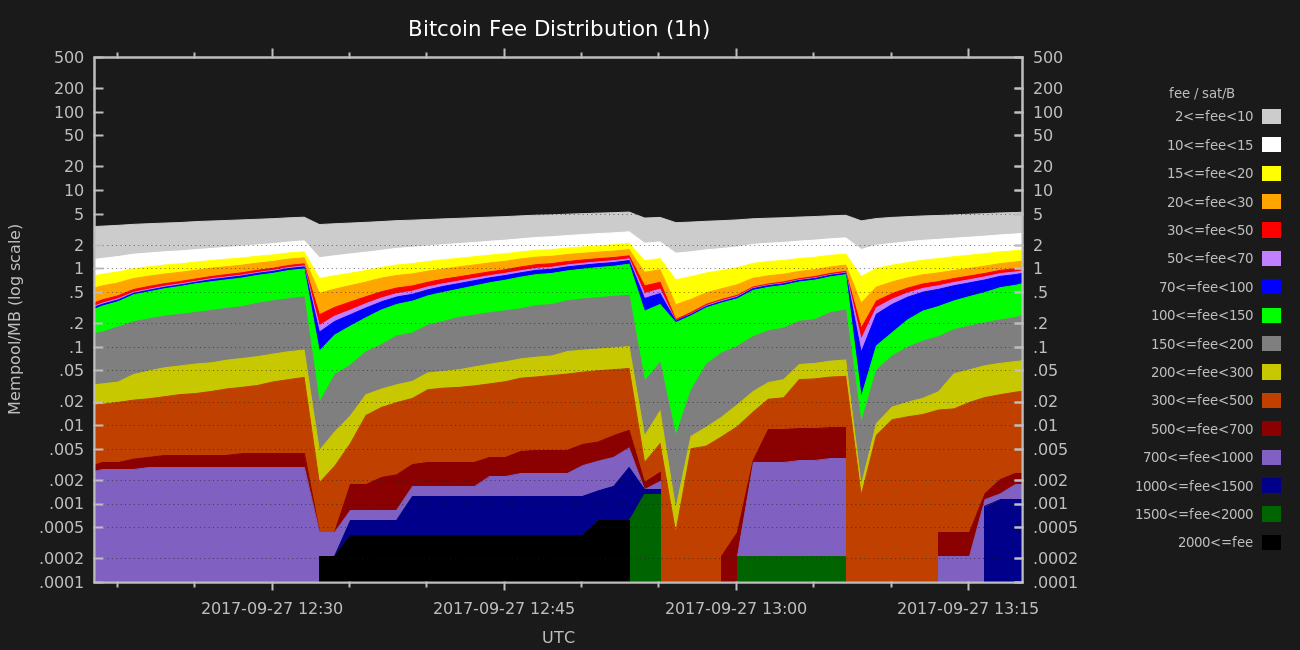 Bitcoin Fee Distribution (1h)
Mempool/MB (log scale)
500
200
100
50
20
10
5
2
1
.5
.2
.1
.05
.02
.01
.005
.002
.001
.0005
.0002
.0001
500
200
100
50
20
10
5
2
1
.5
.2
.1
.05
.02
.01
.005
.002
.001
.0005
.0002
.0001
2017-09-27 12:30
2017-09-27 12:45
2017-09-27 13:00
2017-09-27 13:15
UTC
fee / sat/B
2<=fee<10
10<=fee<15
15<=fee<20
20<=fee<30
30<=fee<50
50<=fee<70
70<=fee<100
100<=fee<150
150<=fee<200
200<=fee<300
300<=fee<500
500<=fee<700
700<=fee<1000
1000<=fee<1500
1500<=fee<2000
2000<=fee